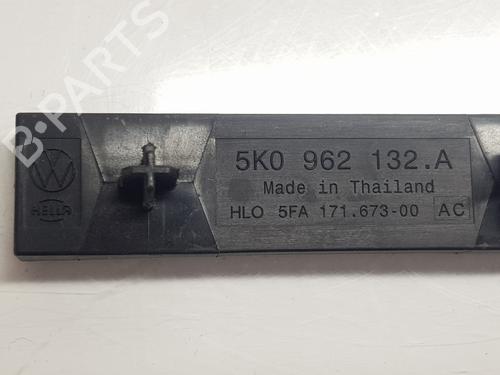 B-PARTS
5K0 962 132.A
Made in Thailand
HLO 5FA 171.673-00 AC
HELLA